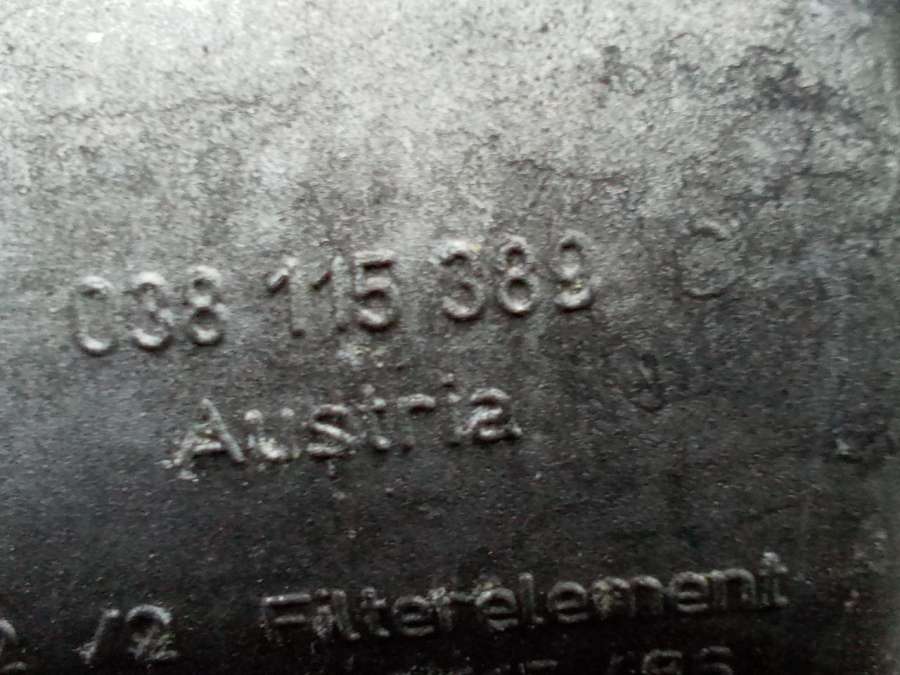 038 115 389 C
Austria
Filterelement